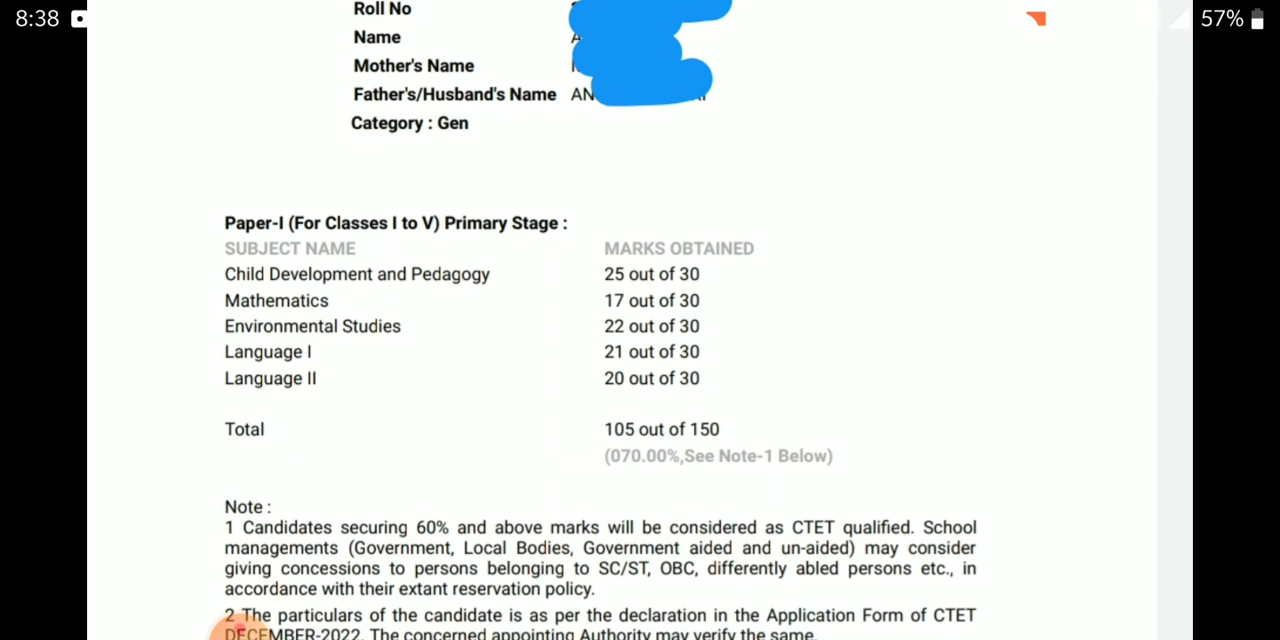 8:38
57%
Roll No
Name
Mother's Name
Father's/Husband's Name AN
Category : Gen
Paper-I (For Classes I to V) Primary Stage :
SUBJECT NAME MARKS OBTAINED
Child Development and Pedagogy 25 out of 30
Mathematics 17 out of 30
Environmental Studies 22 out of 30
Language I 21 out of 30
Language II 20 out of 30
Total 105 out of 150
(070.00%,See Note-1 Below)
Note :
1 Candidates securing 60% and above marks will be considered as CTET qualified. School
managements (Government, Local Bodies, Government aided and un-aided) may consider
giving concessions to persons belonging to SC/ST, OBC, differently abled persons etc., in
accordance with their extant reservation policy.
2 The particulars of the candidate is as per the declaration in the Application Form of CTET
DECEMBER-2022. The concerned appointing Authority may verify the same.